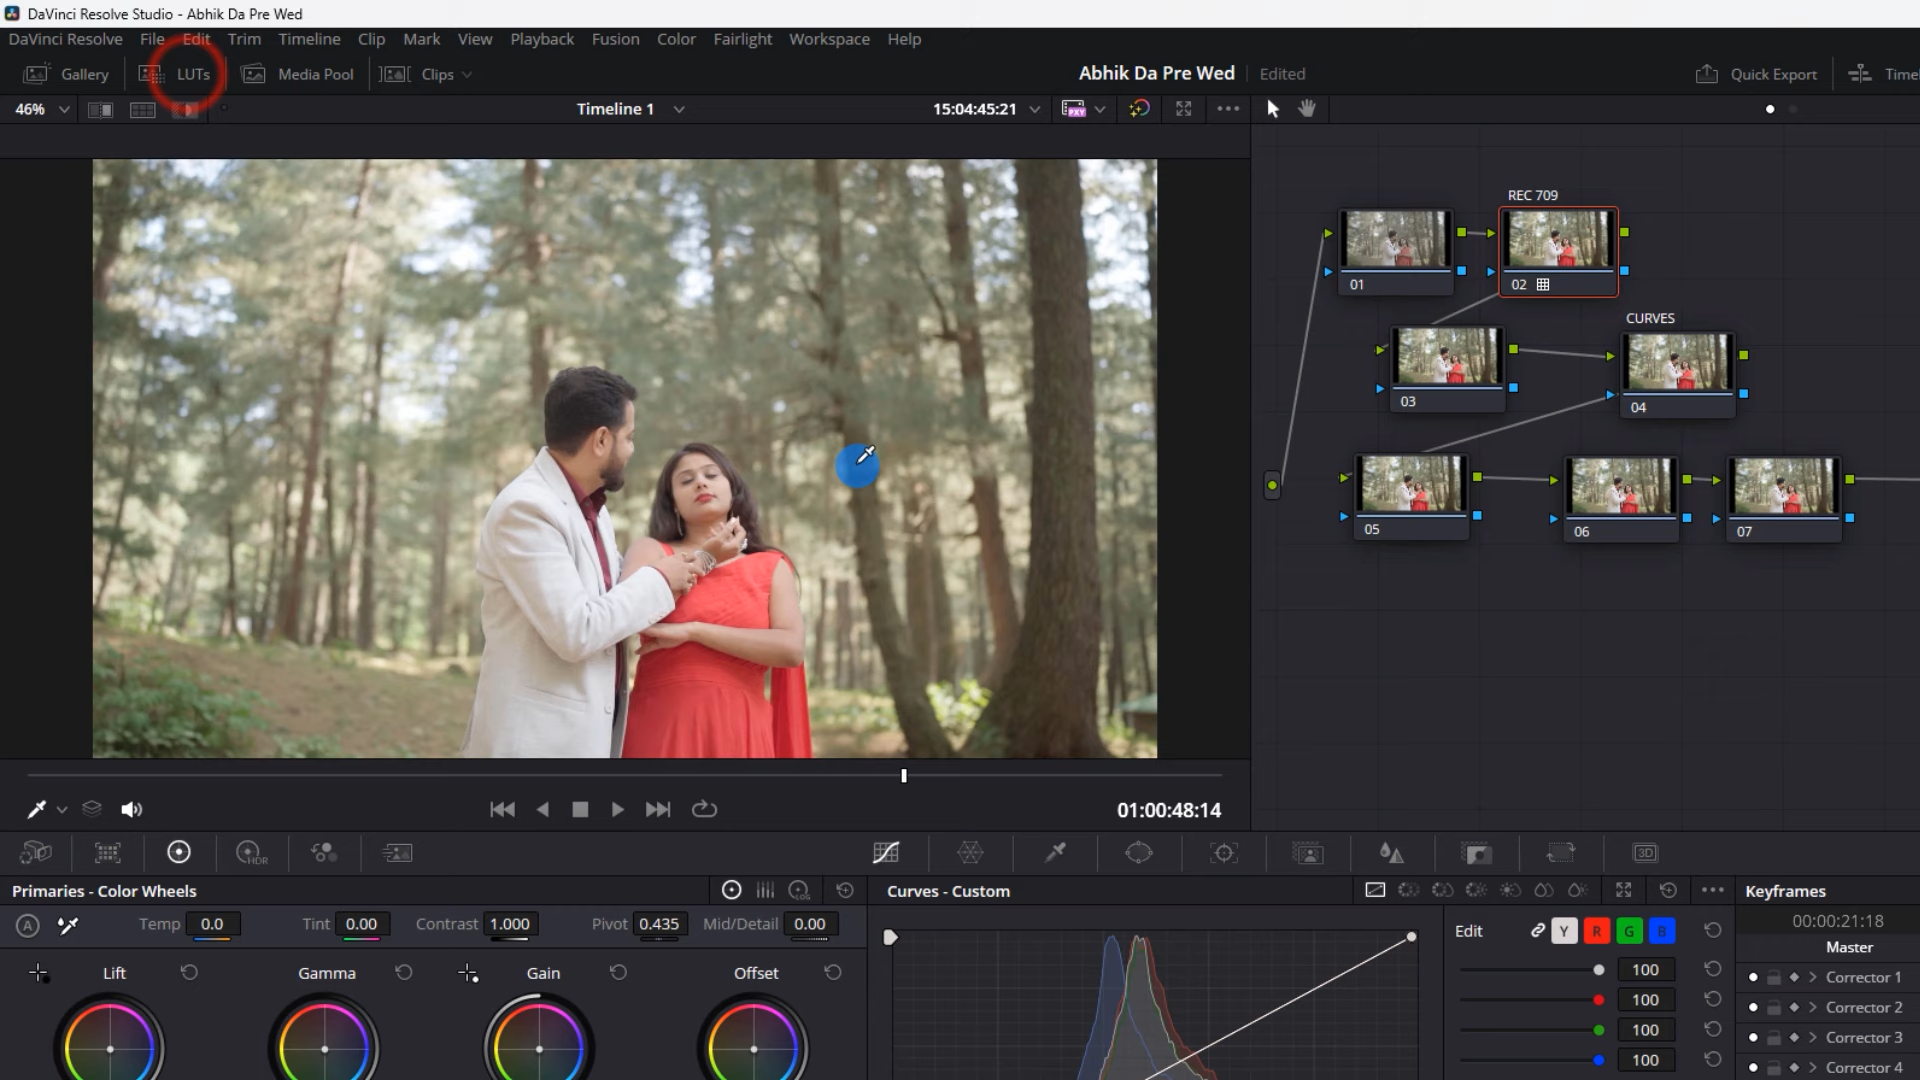 DaVinci Resolve Studio - Abhik Da Pre Wed
DaVinci Resolve File Edit Trim Timeline Clip Mark View Playback Fusion Color Fairlight Workspace Help
Gallery LUTs Media Pool Clips Abhik Da Pre Wed Edited Quick Export
46% Timeline 1 15:04:45:21 PXY
REC 709
01 02
CURVES
03 04
05 06 07
01:00:48:14
HDR 3D
Primaries - Color Wheels LOG Curves - Custom Keyframes
A Temp 0.0 Tint 0.00 Contrast 1.000 Pivot 0.435 Mid/Detail 0.00 Edit Y R G B 00:00:21:18
Master
Lift Gamma Gain Offset 100 Corrector 1
100 Corrector 2
100 Corrector 3
100 Corrector 4